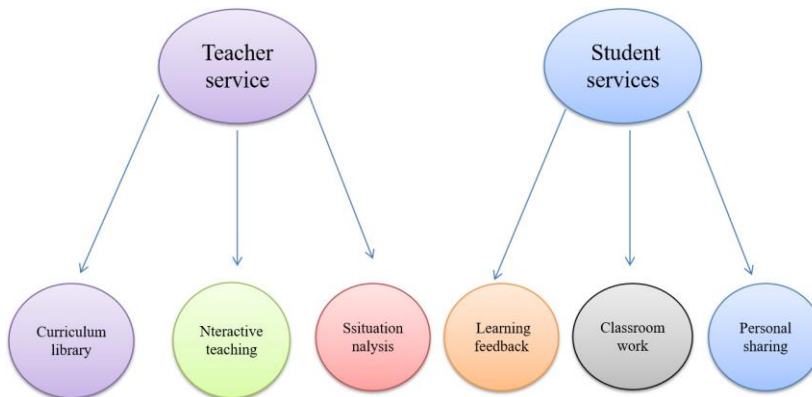 Teacher
service
Student
services
Curriculum
library
Nteractive
teaching
Ssituation
nalysis
Learning
feedback
Classroom
work
Personal
sharing